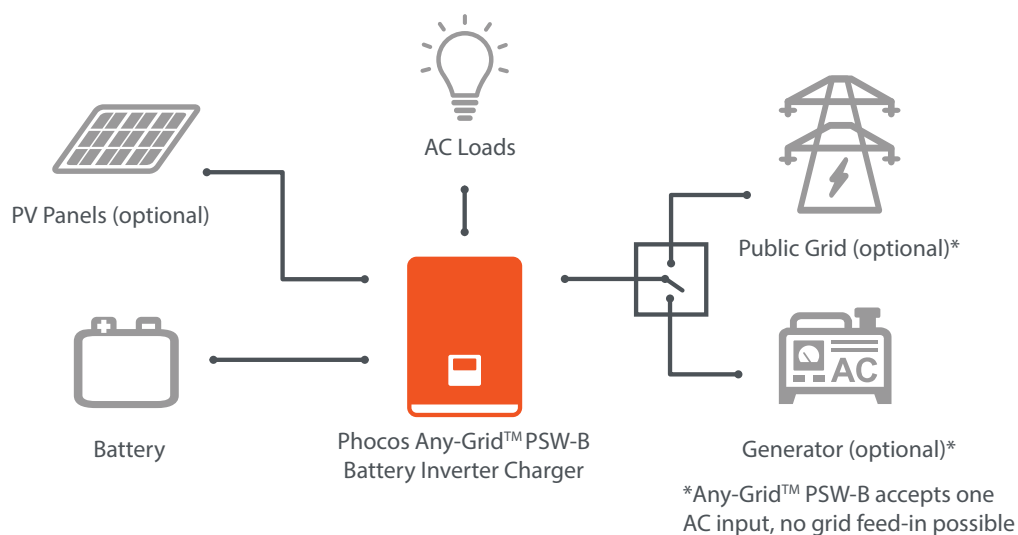 AC Loads
PV Panels (optional)
Public Grid (optional)*
AC
Battery
Phocos Any-Grid™ PSW-B
Battery Inverter Charger
Generator (optional)*
*Any-Grid™ PSW-B accepts one
AC input, no grid feed-in possible